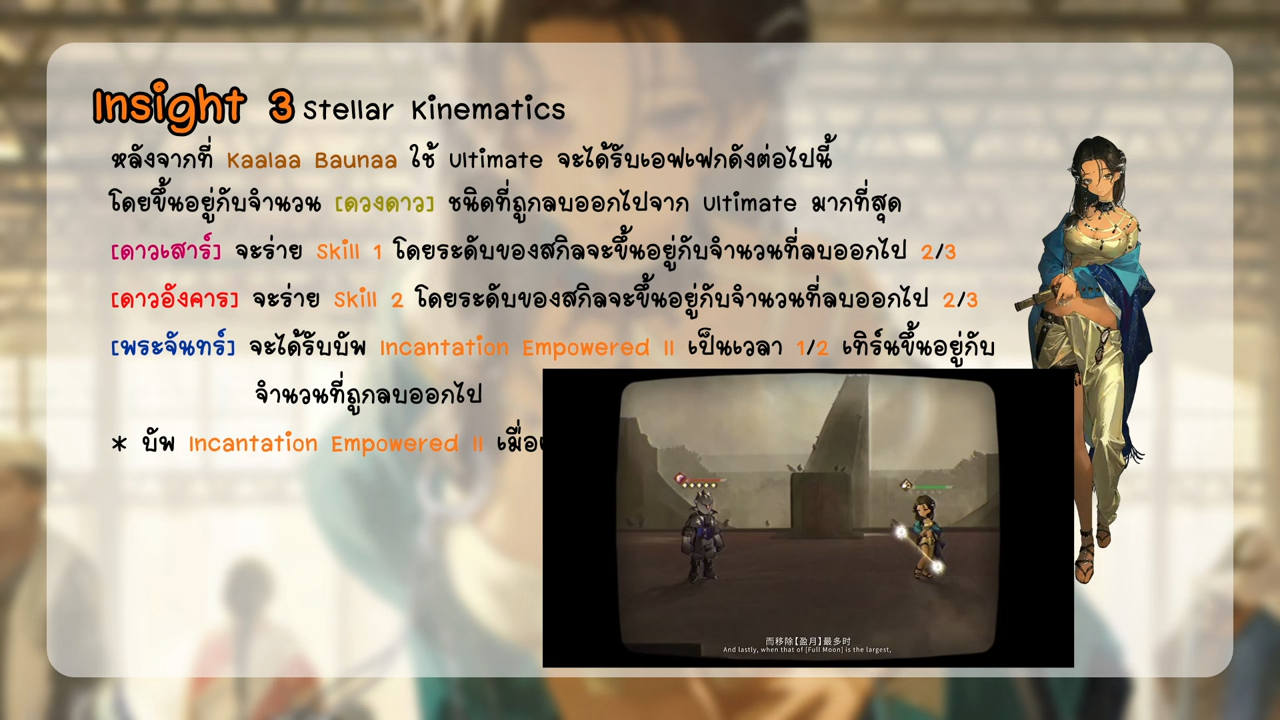 Insight 3 Stellar Kinematics
หลังจากที่ Kaalaa Baunaa ใช้ Ultimate จะได้รับเอฟเฟกดังต่อไปนี้
โดยขึ้นอยู่กับจำนวน [ดวงดาว] ชนิดที่ถูกลบออกไปจาก Ultimate มากที่สุด
[ดาวเสาร์] จะร่าย Skill 1 โดยระดับของสกิลจะขึ้นอยู่กับจำนวนที่ลบออกไป 2/3
[ดาวอังคาร] จะร่าย Skill 2 โดยระดับของสกิลจะขึ้นอยู่กับจำนวนที่ลบออกไป 2/3
[พระจันทร์] จะได้รับบัพ Incantation Empowered II เป็นเวลา 1/2 เทิร์นขึ้นอยู่กับ
จำนวนที่ถูกลบออกไป
* บัพ Incantation Empowered II เมื่อ
而移除【盈月】最多时
And lastly, when that of [Full Moon] is the largest,